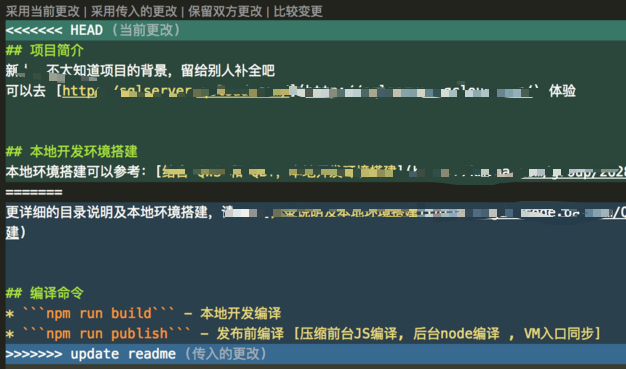 采用当前更改 | 采用传入的更改 | 保留双方更改 | 比较变更
<<<<<<< HEAD (当前更改)
## 项目简介
新 不太知道项目的背景，留给别人补全吧
可以去 [http 体验
## 本地开发环境搭建
本地环境搭建可以参考：[
=======
更详细的目录说明及本地环境搭建，
建)
## 编译命令
* ```npm run build``` - 本地开发编译
* ```npm run publish``` - 发布前编译 [压缩前台JS编译, 后台node编译 , VM入口同步]
>>>>>>> update readme (传入的更改)